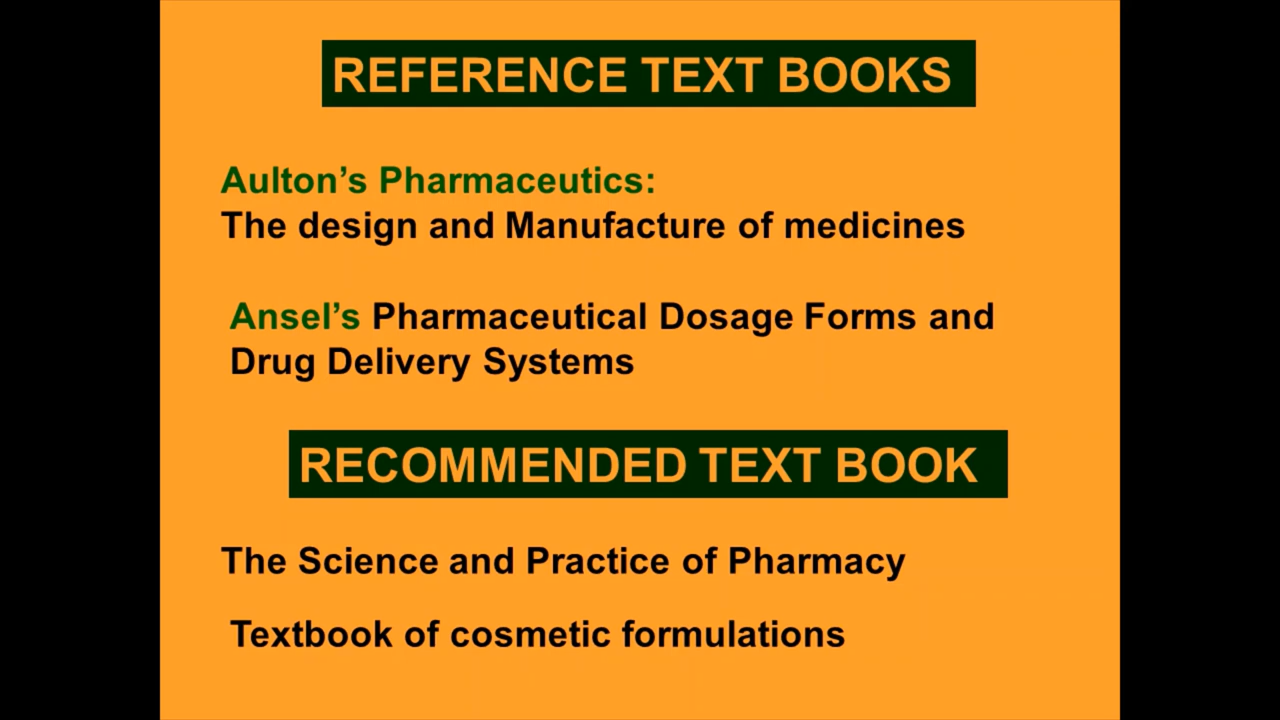 REFERENCE TEXT BOOKS
Aulton’s Pharmaceutics:
The design and Manufacture of medicines
Ansel’s Pharmaceutical Dosage Forms and
Drug Delivery Systems
RECOMMENDED TEXT BOOK
The Science and Practice of Pharmacy
Textbook of cosmetic formulations